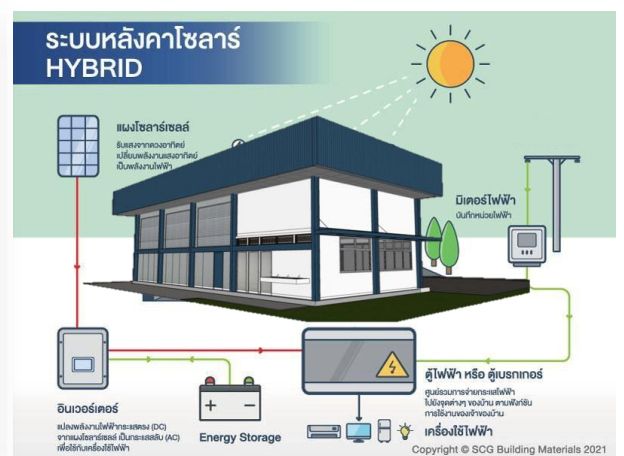 ระบบหลังคาโซลาร์
HYBRID
แผงโซลาร์เซลล์
รับแสงจากดวงอาทิตย์
เปลี่ยนพลังงานแสงอาทิตย์
เป็นพลังงานไฟฟ้า
มิเตอร์ไฟฟ้า
บันทึกหน่วยไฟฟ้า
อินเวอร์เตอร์
แปลงพลังงานไฟฟ้ากระแสตรง (DC)
จากแผงโซลาร์เซลล์ เป็นกระแสสลับ (AC)
เพื่อใช้กับเครื่องใช้ไฟฟ้า
Energy Storage
ตู้ไฟฟ้า หรือ ตู้เบรกเกอร์
ศูนย์รวมการจ่ายกระแสไฟฟ้า
ไปยังจุดต่างๆ ของบ้าน ตามฟังก์ชัน
การใช้งานของเจ้าของบ้าน
เครื่องใช้ไฟฟ้า
Copyright © SCG Building Materials 2021